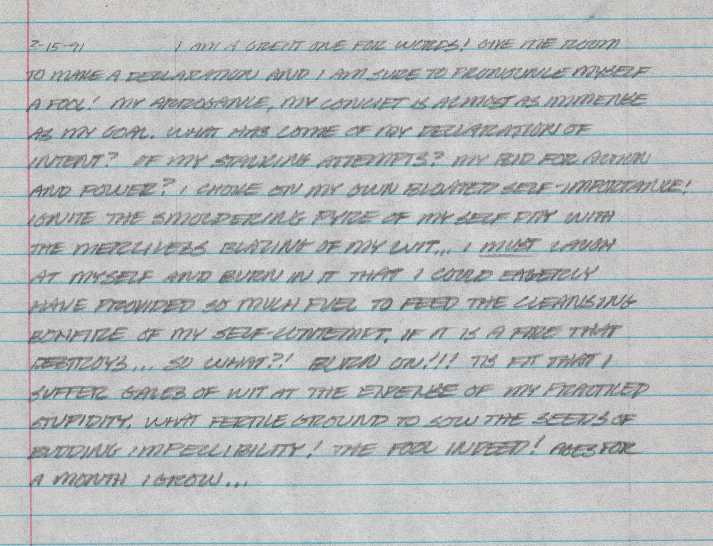 2-15-91 I AM A GREAT ONE FOR WORDS! GIVE ME ROOM
TO MAKE A DECLARATION AND I AM SURE TO PRONOUNCE MYSELF
A FOOL! MY ARROGANCE, MY CONCIET IS ALMOST AS IMMENSE
AS MY GOAL. WHAT HAS COME OF MY DECLARATION OF
INTENT? OF MY STALKING ATTEMPTS? MY BID FOR ACTION
AND POWER? I CHOKE ON MY OWN BLOATED SELF-IMPORTANCE!
IGNITE THE SMOLDERING PYRE OF MY SELF PITY WITH
THE MERCILESS BLAZING OF MY WIT... I MUST LAUGH
AT MYSELF AND BURN IN IT THAT I COULD EAGERLY
HAVE PROVIDED SO MUCH FUEL TO FEED THE CLEANSING
BONFIRE OF MY SELF-CONTEMPT. IF IT IS A FIRE THAT
DESTROYS... SO WHAT?! BURN ON!!! TIS FIT THAT I
SUFFER GALES OF WIT AT THE EXPENSE OF MY PRACTICED
STUPIDITY. WHAT FERTILE GROUND TO SOW THE SEEDS OF
BUDDING IMPECCIBILITY! THE FOOL INDEED! AGES FOR
A MONTH I GROW...